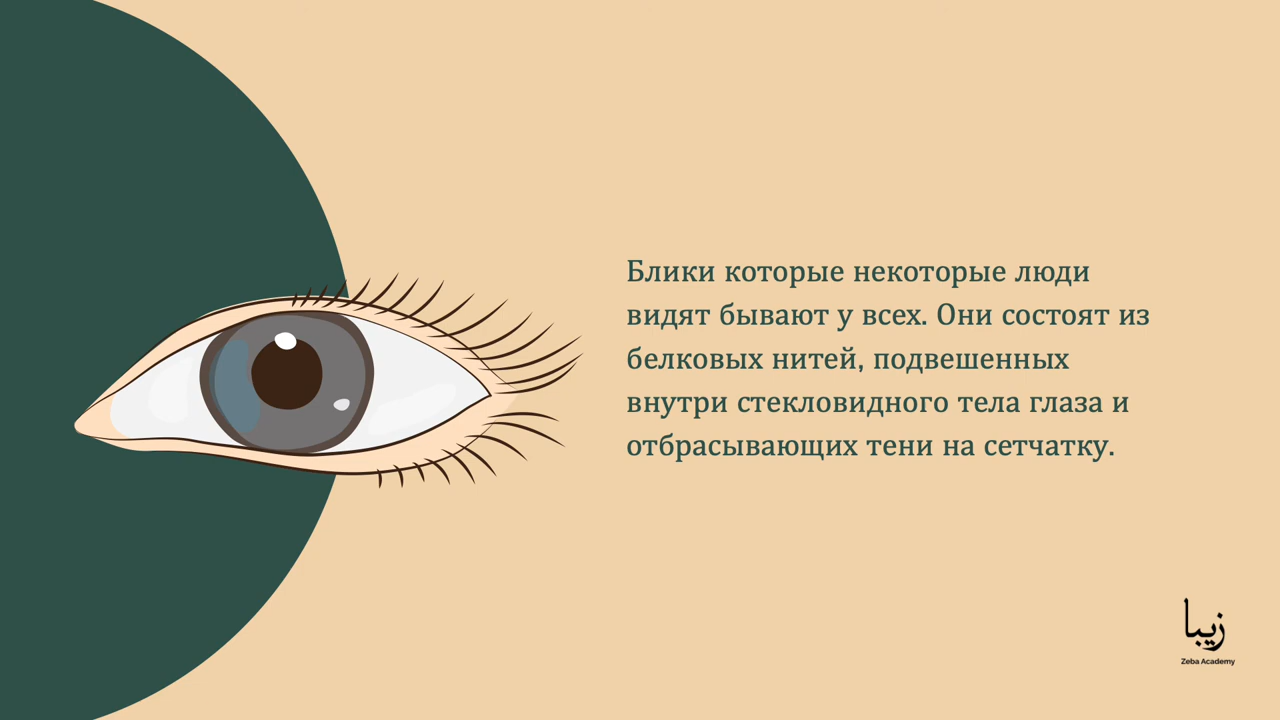 Блики которые некоторые люди
видят бывают у всех. Они состоят из
белковых нитей, подвешенных
внутри стекловидного тела глаза и
отбрасывающих тени на сетчатку.
زیبا
Zeba Academy